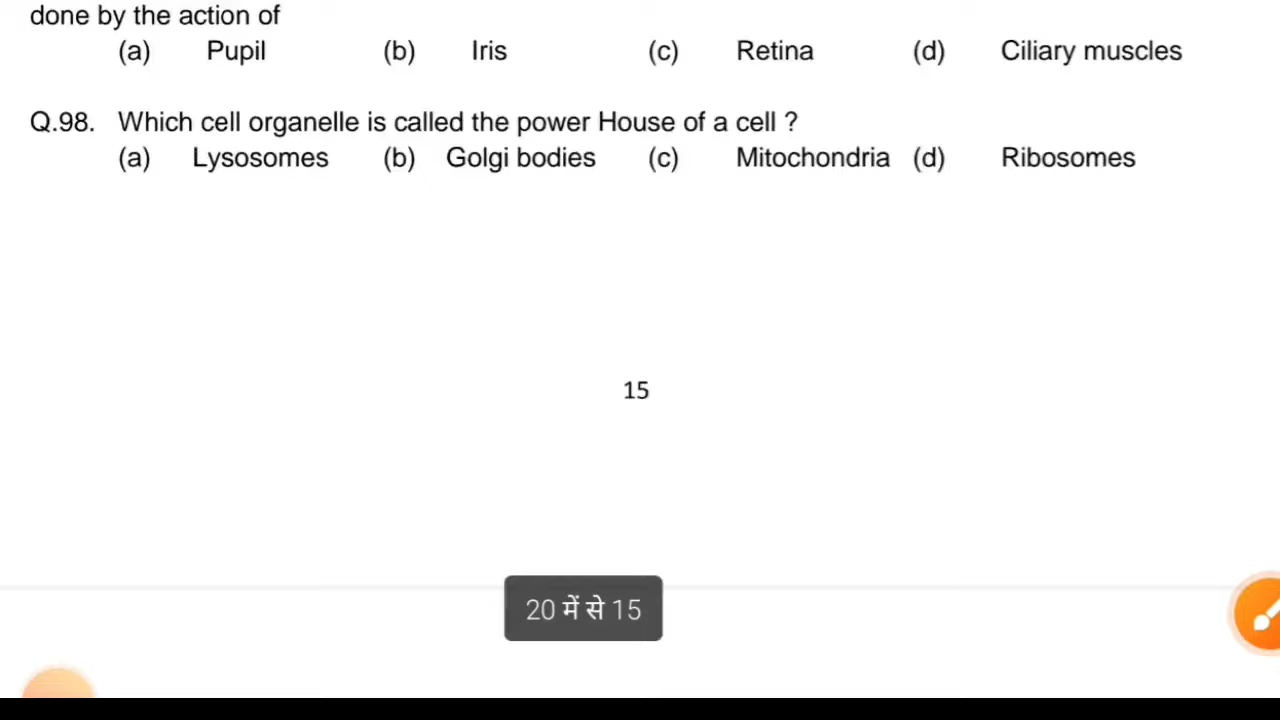 done by the action of
(a) Pupil (b) Iris (c) Retina (d) Ciliary muscles
Q.98. Which cell organelle is called the power House of a cell ?
(a) Lysosomes (b) Golgi bodies (c) Mitochondria (d) Ribosomes
15
20 में से 15